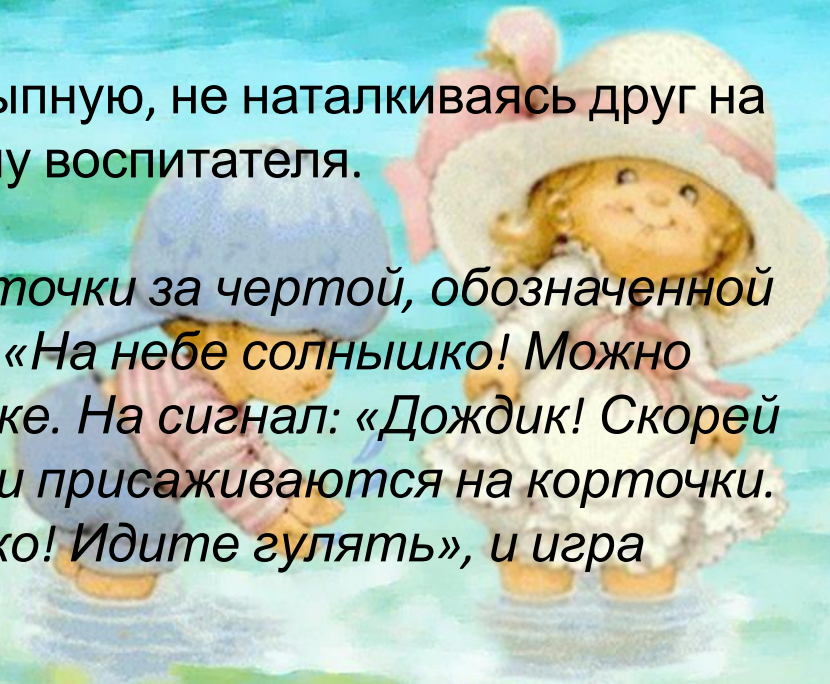 ыпную, не наталкиваясь друг на
у воспитателя.
точки за чертой, обозначенной
«На небе солнышко! Можно
ке. На сигнал: «Дождик! Скорей
и присаживаются на корточки.
ко! Идите гулять», и игра